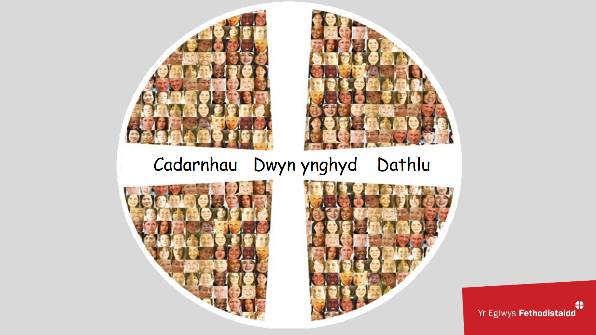 Cadarnhau Dwyn ynghyd Dathlu
Yr Eglwys Fethodistaidd